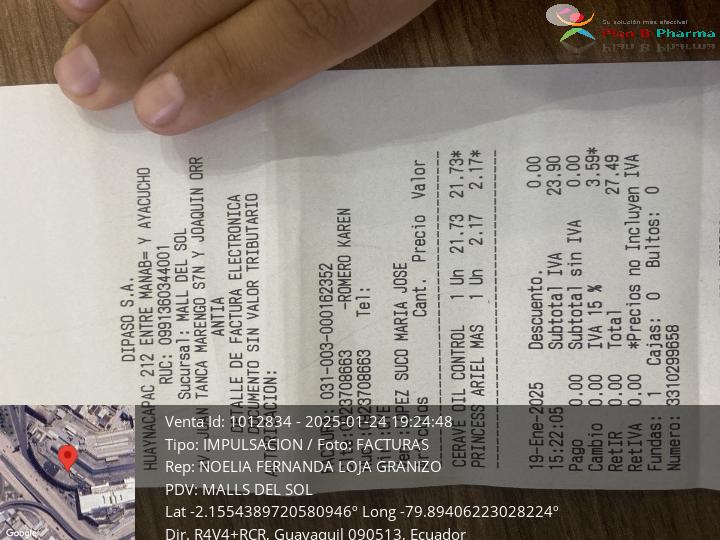 Su solución más efectiva!
Plan B Pharma
DIPASO S.A.
HUAYNACAPAC 212 ENTRE MANAB= Y AYACUCHO
RUC: 0991360344001
Sucursal: MALL DEL SOL
TANCA MARENGO S7N Y JOAQUIN ORR
ANTIA
DETALLE DE FACTURA ELECTRONICA
DOCUMENTO SIN VALOR TRIBUTARIO
031-003-000162352
23708663 -ROMERO KAREN
23708663 Tel:
PEZ SUCO MARIA JOSE
Cant. Precio Valor
CERAVE OIL CONTROL 1 Un 21.73 21.73*
PRINCESS ARIEL MAS 1 Un 2.17 2.17*
19-Ene-2025 Descuento. 0.00
15:22:05 Subtotal IVA 23.90
Pago 0.00 Subtotal sin IVA 0.00
Cambio 0.00 IVA 15 % 3.59*
RetIR 0.00 Total 27.49
RetIVA 0.00 *Precios no Incluyen IVA
Fundas: 1 Cajas: 0 Bultos: 0
Numero: 3310299658
Venta Id: 1012834 - 2025-01-24 19:24:48
Tipo: IMPULSACION / Foto: FACTURAS
Rep: NOELIA FERNANDA LOJA GRANIZO
PDV: MALLS DEL SOL
Lat -2.1554389720580946° Long -79.89406223028224°
Dir. R4V4+RCR, Guayaquil 090513, Ecuador
Google